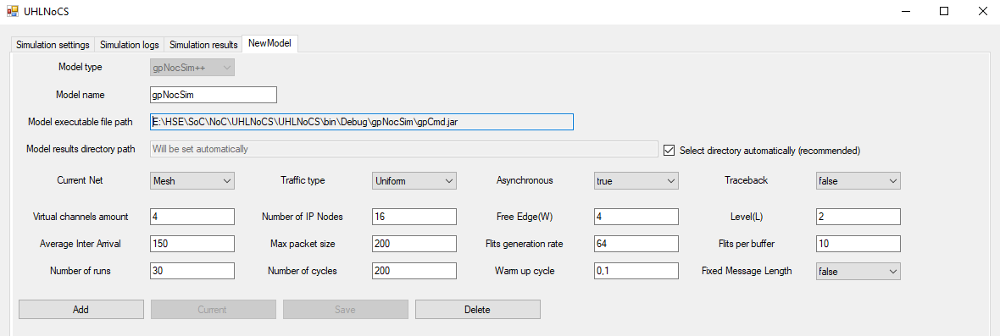 UHLNoCS
Simulation settings Simulation logs Simulation results NewModel
Model type gpNocSim++
Model name gpNocSim
Model executable file path E:\HSE\SoC\NoC\UHLNoCS\UHLNoCS\bin\Debug\gpNocSim\gpCmd.jar
Model results directory path Will be set automatically Select directory automatically (recommended)
Current Net Mesh Traffic type Uniform Asynchronous true Traceback false
Virtual channels amount 4 Number of IP Nodes 16 Free Edge(W) 4 Level(L) 2
Average Inter Arrival 150 Max packet size 200 Flits generation rate 64 Flits per buffer 10
Number of runs 30 Number of cycles 200 Warm up cycle 0,1 Fixed Message Length false
Add Current Save Delete